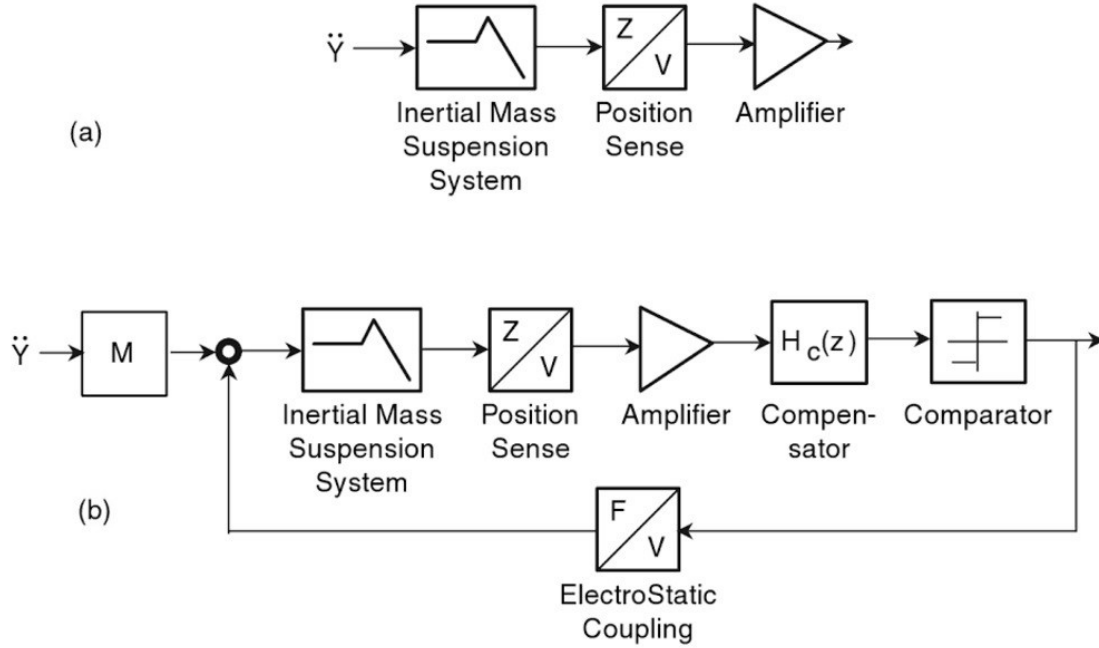 Ÿ
Z
V
Inertial Mass
Suspension
System
Position
Sense
Amplifier
(a)
Ÿ
M
Z
V
H c(z)
Inertial Mass
Suspension
System
Position
Sense
Amplifier
Compen-
sator
Comparator
(b)
F
V
ElectroStatic
Coupling